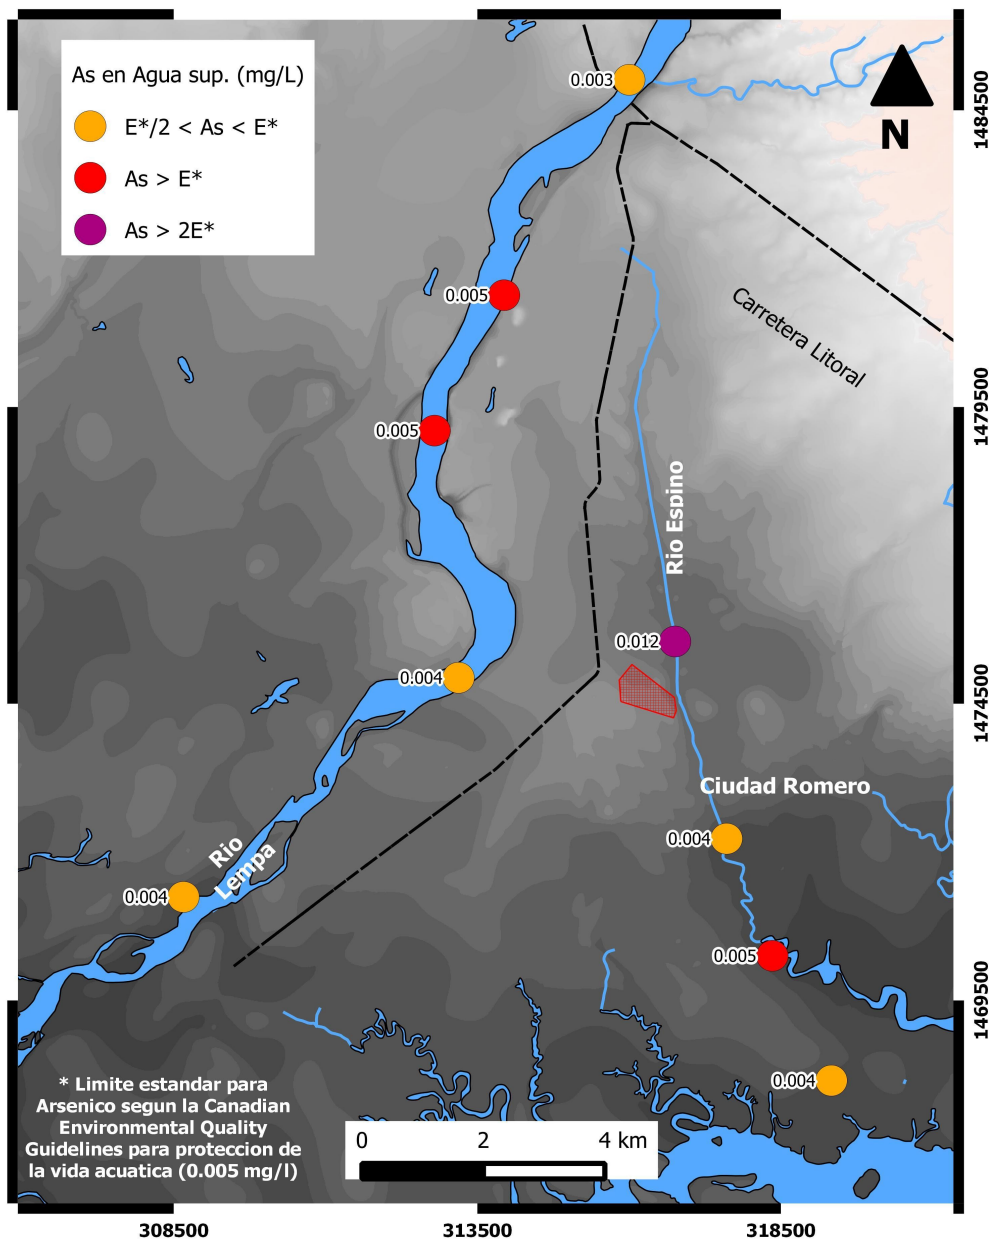 As en Agua sup. (mg/L)
E*/2 < As < E*
As > E*
As > 2E*
N
0.003
1484500
0.005
Carretera Litoral
1479500
0.005
Rio Espino
0.012
0.004
1474500
Ciudad Romero
0.004
Rio
Lempa
0.004
0.005
1469500
0.004
* Limite estandar para
Arsenico segun la Canadian
Environmental Quality
Guidelines para proteccion de
la vida acuatica (0.005 mg/l)
0 2 4 km
308500 313500 318500